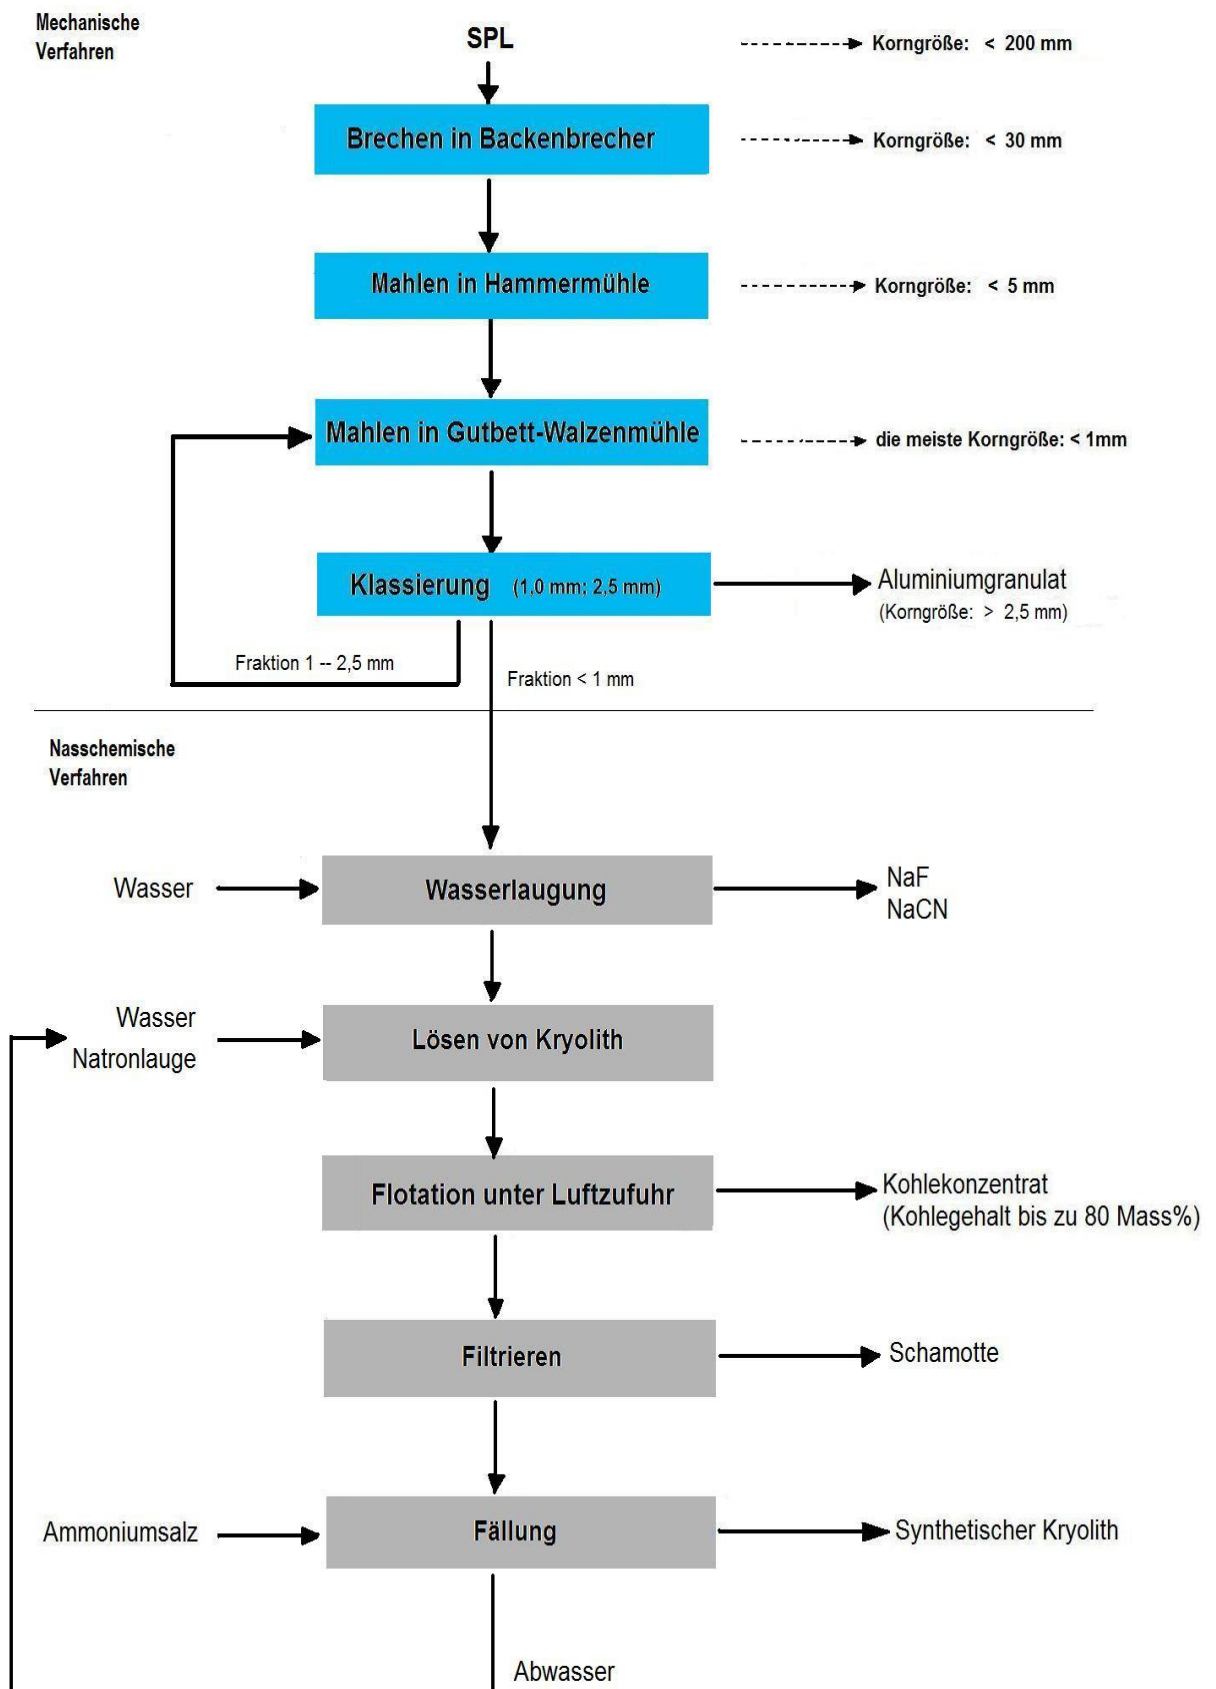 Mechanische
Verfahren
SPL
Korngröße: < 200 mm
Brechen in Backenbrecher
Korngröße: < 30 mm
Mahlen in Hammermühle
Korngröße: < 5 mm
Mahlen in Gutbett-Walzenmühle
die meiste Korngröße: < 1mm
Klassierung (1,0 mm; 2,5 mm)
Aluminiumgranulat
(Korngröße: > 2,5 mm)
Fraktion 1 -- 2,5 mm
Fraktion < 1 mm
Nasschemische
Verfahren
Wasser
Wasserlaugung
NaF
NaCN
Wasser
Natronlauge
Lösen von Kryolith
Flotation unter Luftzufuhr
Kohlekonzentrat
(Kohlegehalt bis zu 80 Mass%)
Filtrieren
Schamotte
Ammoniumsalz
Fällung
Synthetischer Kryolith
Abwasser